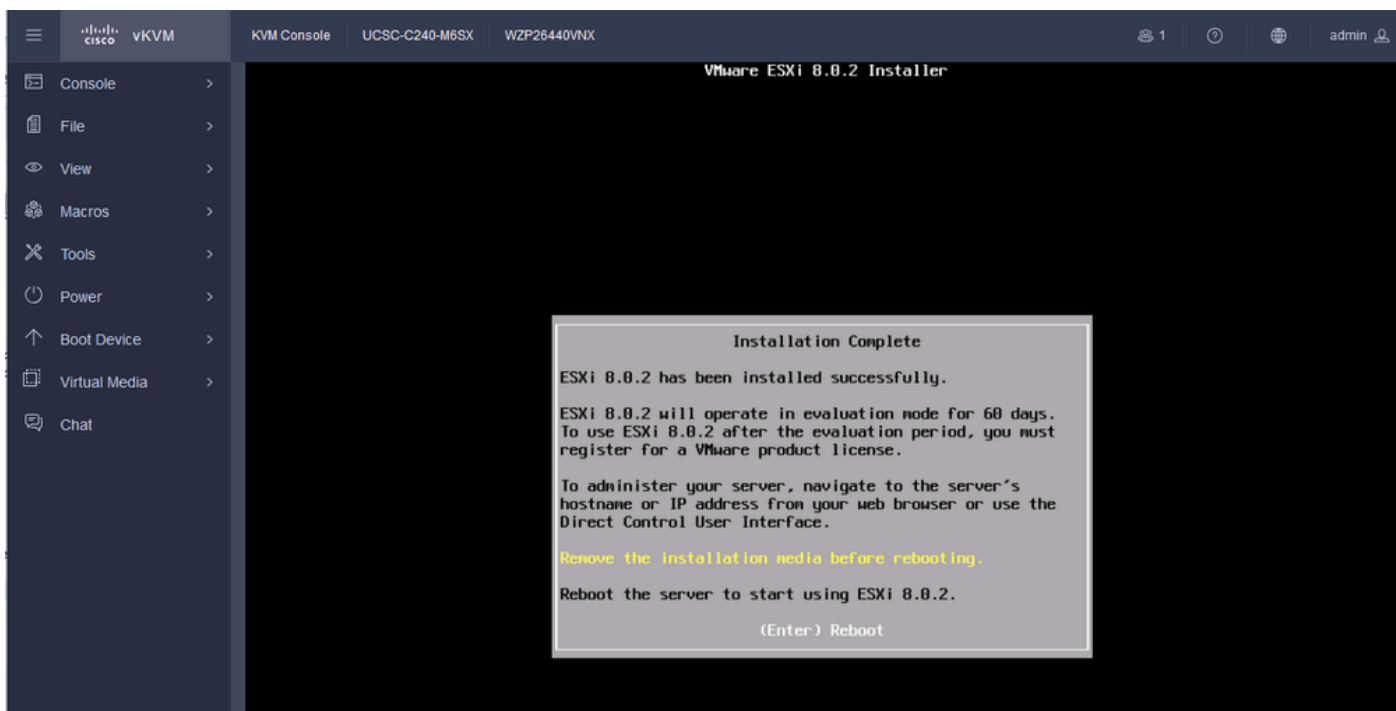 cisco vKVM
KVM Console UCSC-C240-M6SX WZP26440VNX 1 admin
Console
File
View
Macros
Tools
Power
Boot Device
Virtual Media
Chat
VMware ESXi 8.0.2 Installer
Installation Complete
ESXi 8.0.2 has been installed successfully.
ESXi 8.0.2 will operate in evaluation mode for 60 days.
To use ESXi 8.0.2 after the evaluation period, you must
register for a VMware product license.
To administer your server, navigate to the server's
hostname or IP address from your web browser or use the
Direct Control User Interface.
Remove the installation media before rebooting.
Reboot the server to start using ESXi 8.0.2.
(Enter) Reboot